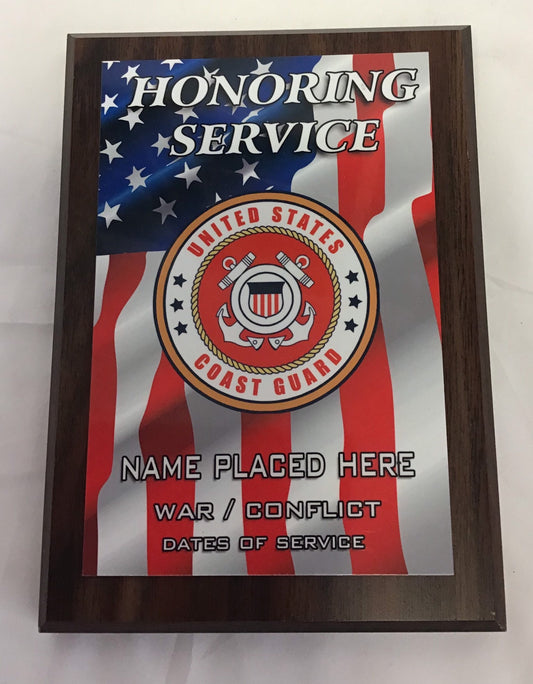 HONORING
SERVICE
UNITED STATES
COAST GUARD
NAME PLACED HERE
WAR / CONFLICT
DATES OF SERVICE